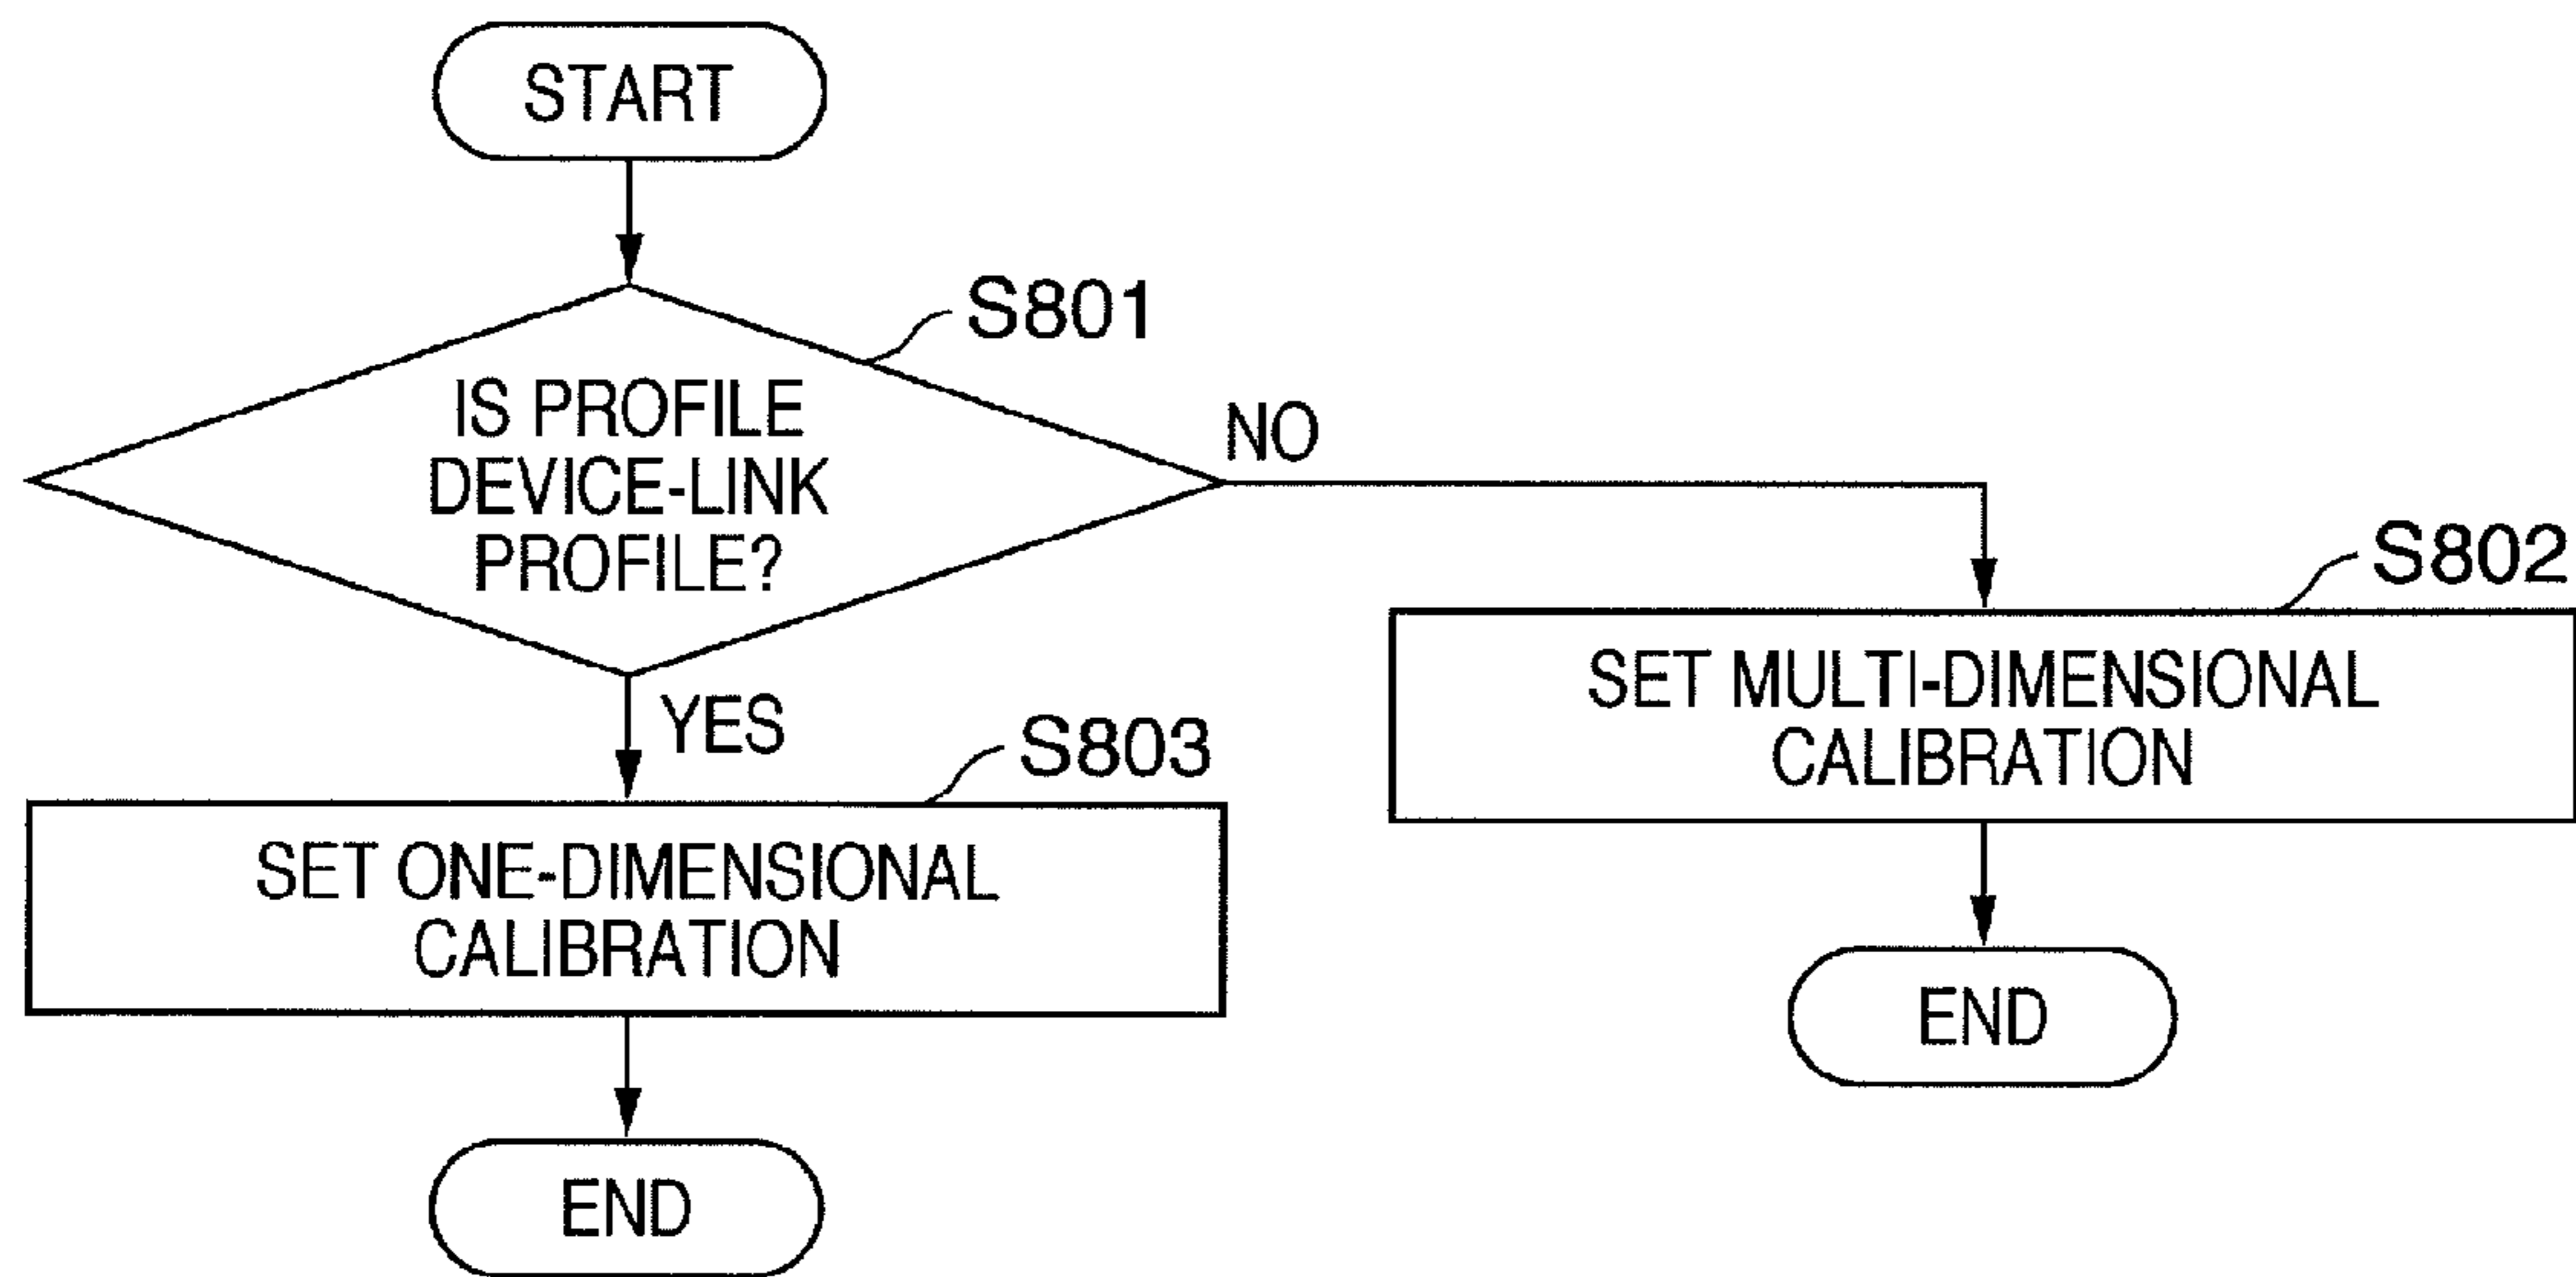 START
S801
IS PROFILE
DEVICE-LINK
PROFILE?
NO
YES
S802
SET MULTI-DIMENSIONAL
CALIBRATION
END
S803
SET ONE-DIMENSIONAL
CALIBRATION
END